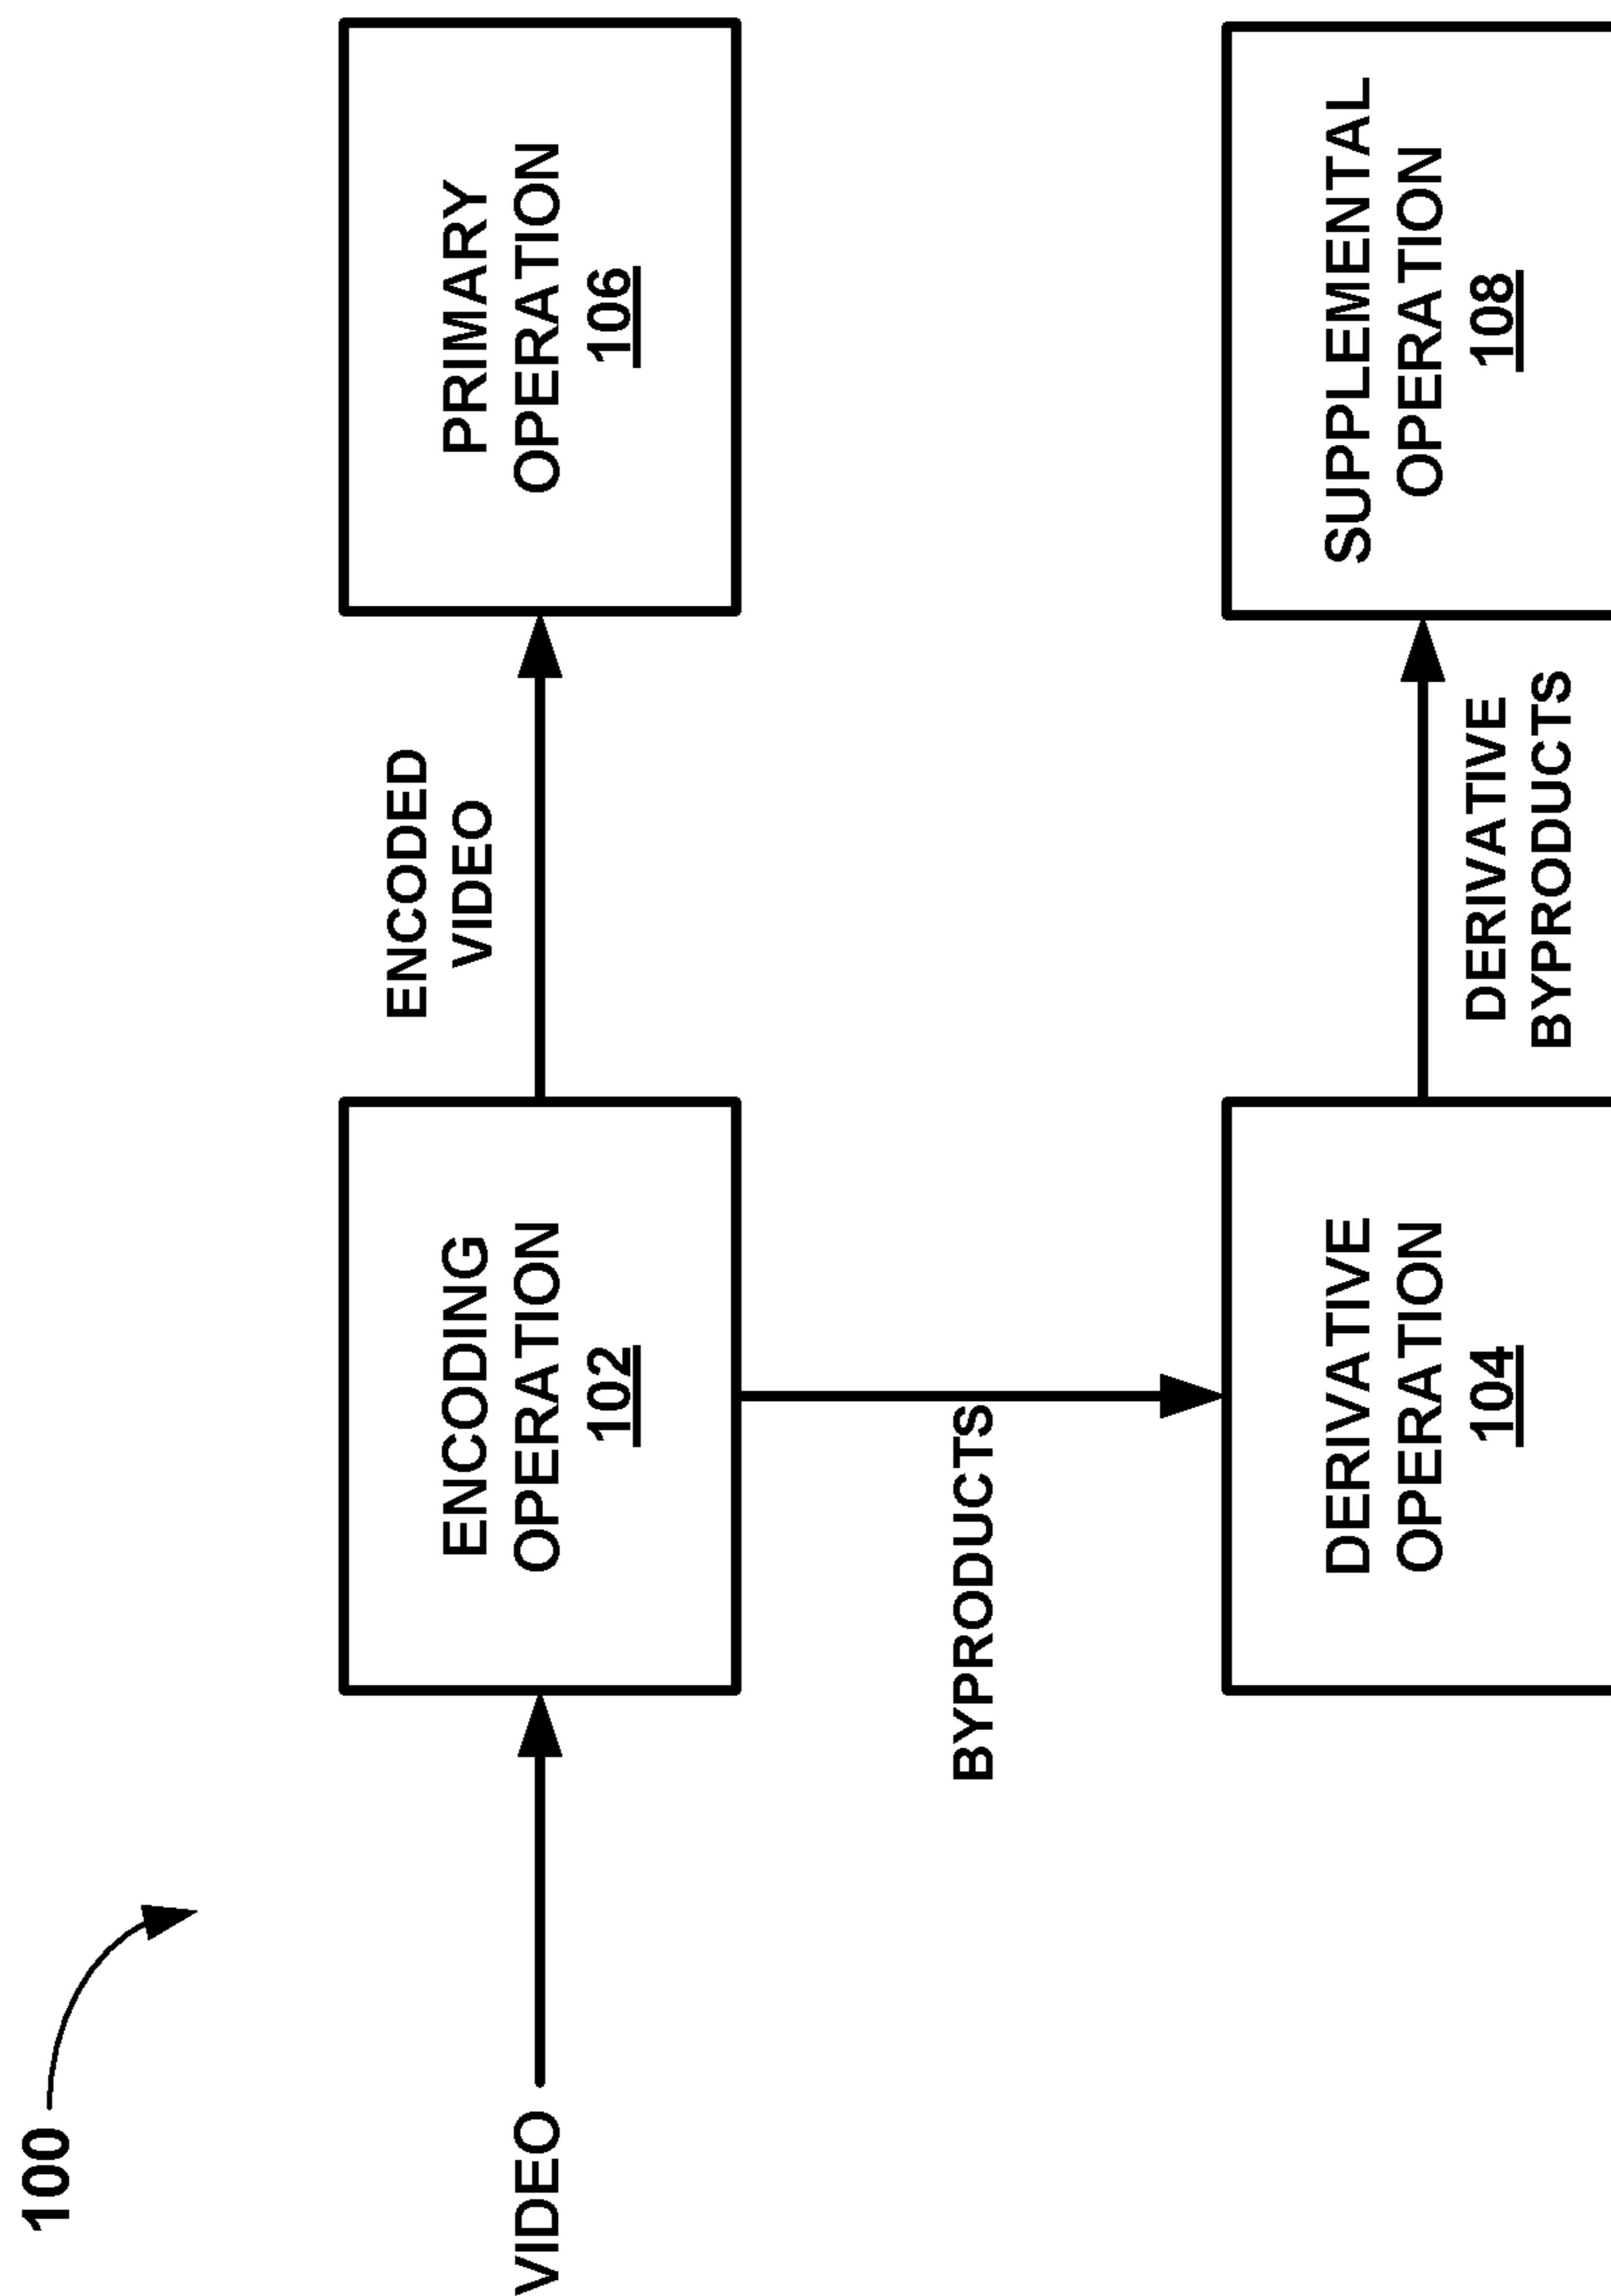 100
VIDEO
ENCODING
OPERATION
102
ENCODED
VIDEO
PRIMARY
OPERATION
106
BYPRODUCTS
DERIVATIVE
OPERATION
104
DERIVATIVE
BYPRODUCTS
SUPPLEMENTAL
OPERATION
108